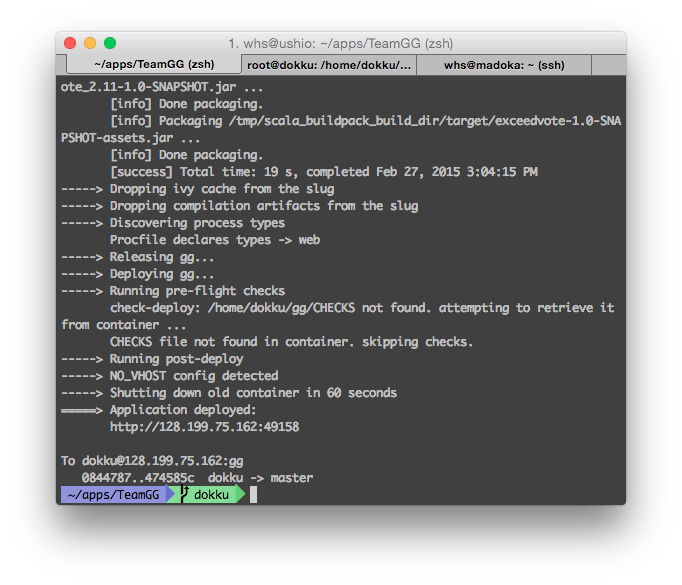 1. whs@ushio: ~/apps/TeamGG (zsh)
~/apps/TeamGG (zsh) root@dokku: /home/dokku/... whs@madoka: ~ (ssh)
ote_2.11-1.0-SNAPSHOT.jar ...
[info] Done packaging.
[info] Packaging /tmp/scala_buildpack_build_dir/target/exceedvote-1.0-SNA
PSHOT-assets.jar ...
[info] Done packaging.
[success] Total time: 19 s, completed Feb 27, 2015 3:04:15 PM
-----> Dropping ivy cache from the slug
-----> Dropping compilation artifacts from the slug
-----> Discovering process types
Procfile declares types -> web
-----> Releasing gg...
-----> Deploying gg...
-----> Running pre-flight checks
check-deploy: /home/dokku/gg/CHECKS not found. attempting to retrieve it
from container ...
CHECKS file not found in container. skipping checks.
-----> Running post-deploy
-----> NO_VHOST config detected
-----> Shutting down old container in 60 seconds
=====> Application deployed:
http://128.199.75.162:49158
To dokku@128.199.75.162:gg
0844787..474585c dokku -> master
~/apps/TeamGG dokku